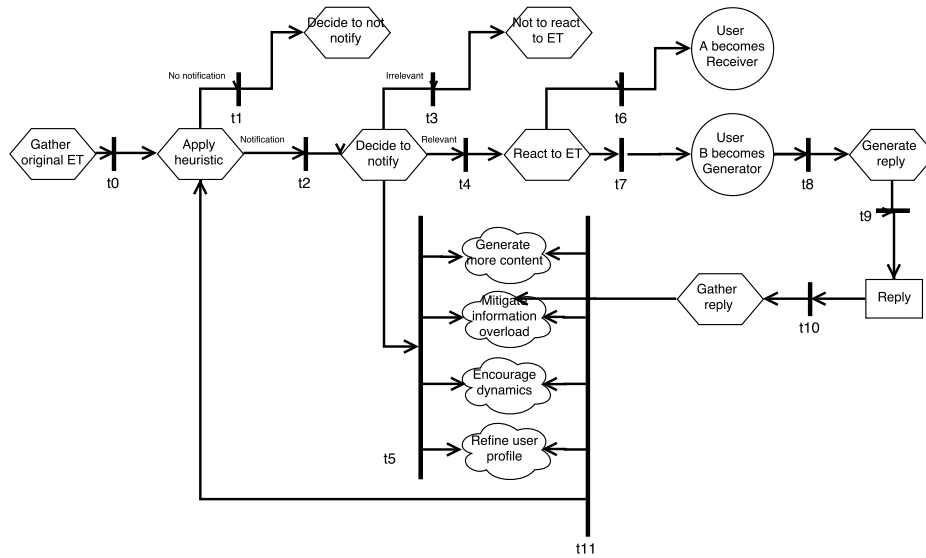 Decide to not
notify
Not to react
to ET
User
A becomes
Receiver
No notification
Irrelevant
t1
t3
t6
Gather
original ET
Apply
heuristic
Notification
Decide to
notify
Relevant
React to ET
User
B becomes
Generator
Generate
reply
t0
t2
t4
t7
t8
t9
Generate
more content
Mitigate
information
overload
Gather
reply
Reply
t10
Encourage
dynamics
Refine user
profile
t5
t11